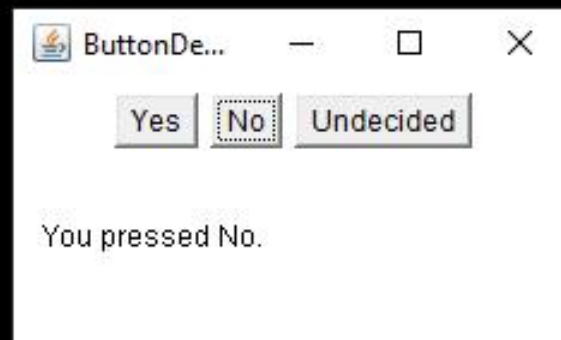 ButtonDe...
Yes No Undecided
You pressed No.